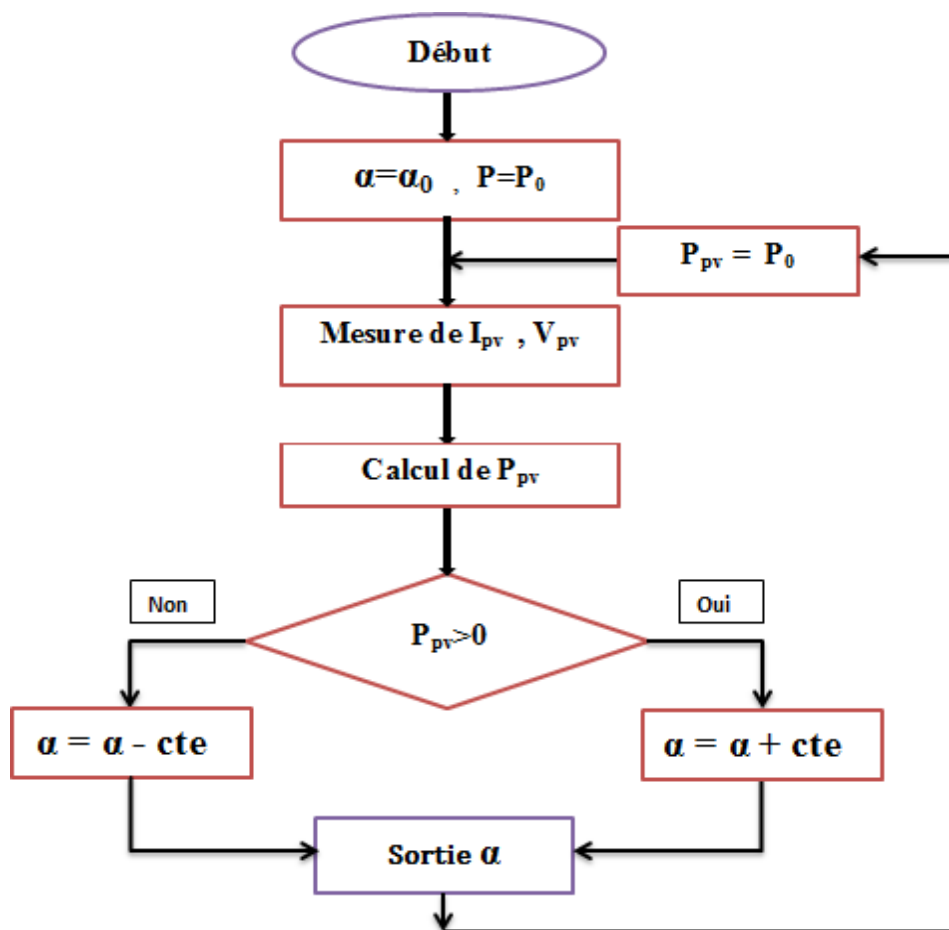 Début
α=α₀ , P=P₀
Pₚᵥ = P₀
Mesure de Iₚᵥ , Vₚᵥ
Calcul de Pₚᵥ
Non
Oui
Pₚᵥ>0
α = α - cte
α = α + cte
Sortie α